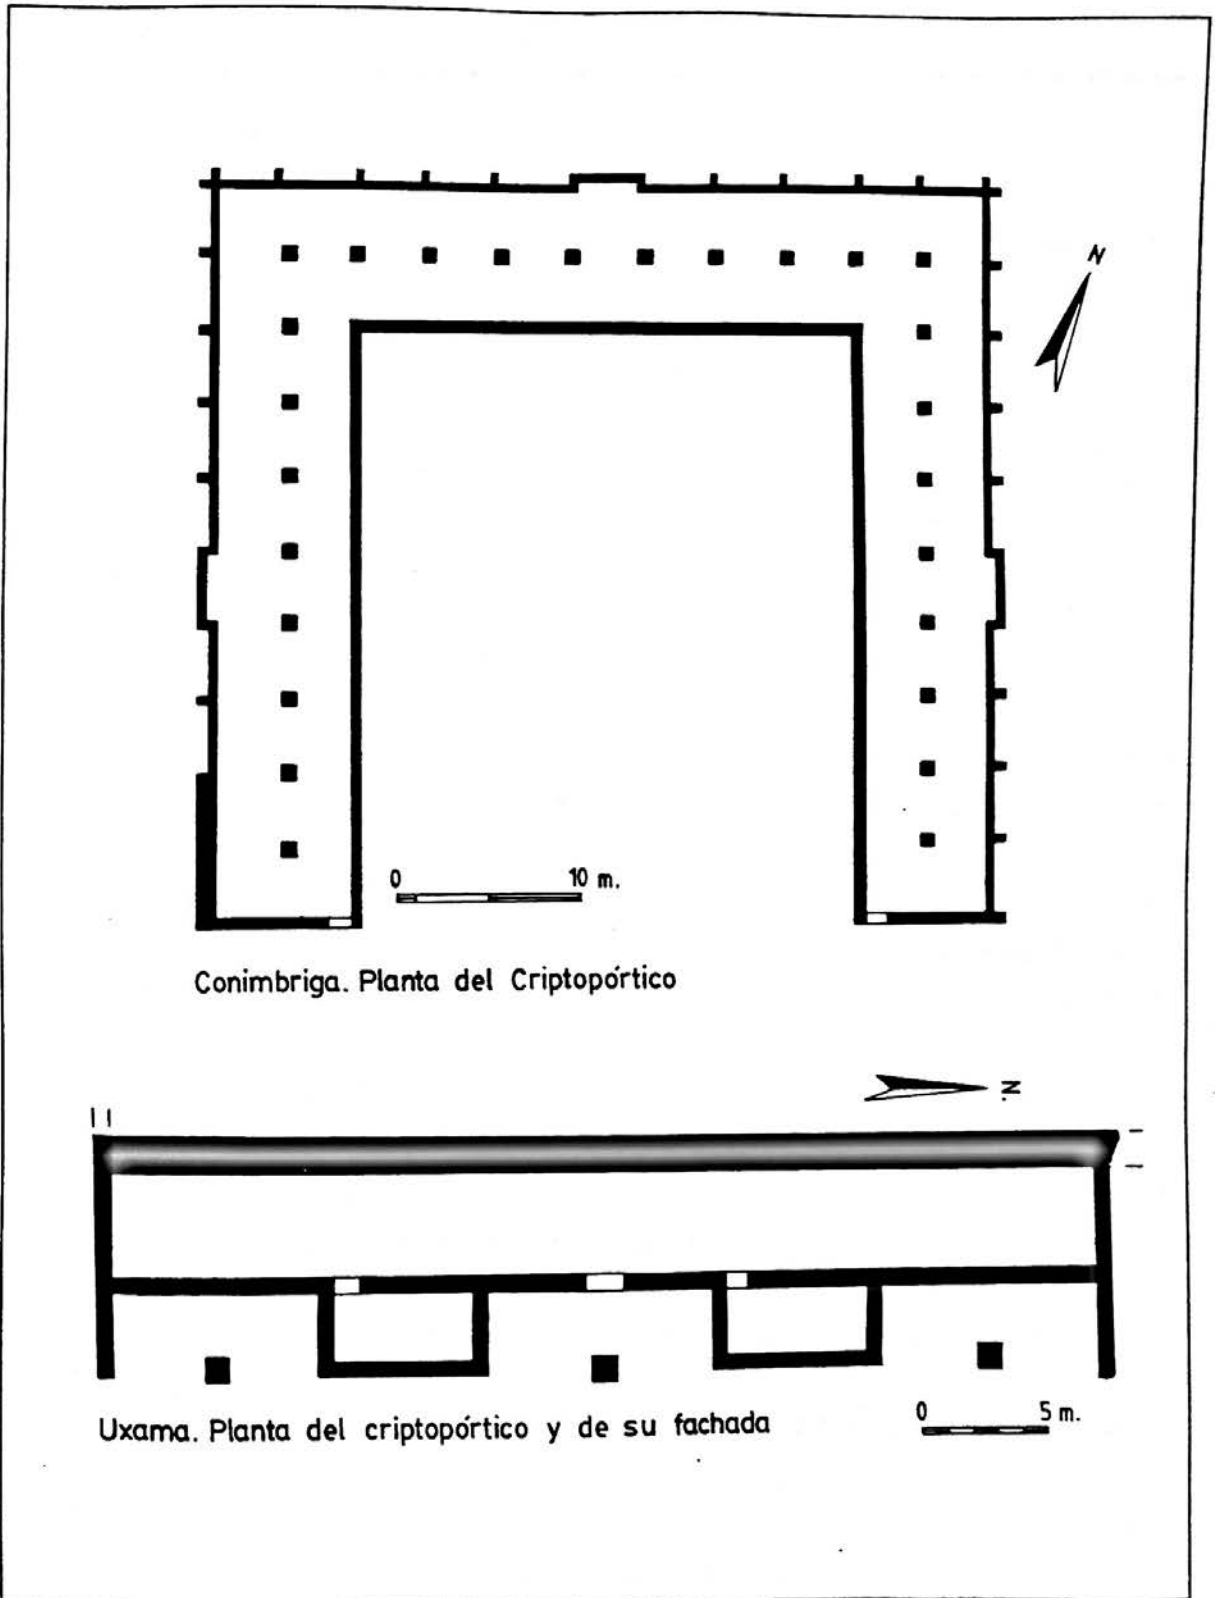 N
0 10 m.
Conimbriga. Planta del Criptopórtico
N.
Uxama. Planta del criptopórtico y de su fachada
0 5 m.